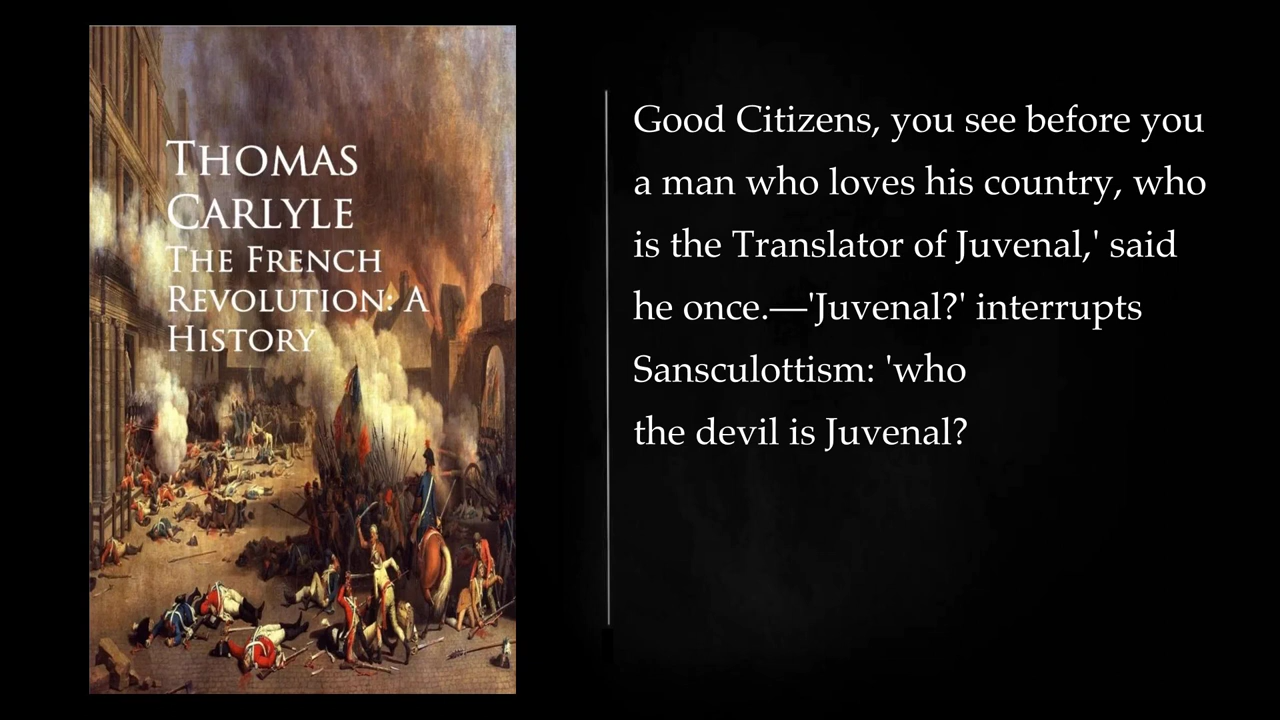 THOMAS
CARLYLE
THE FRENCH
REVOLUTION: A
HISTORY
Good Citizens, you see before you
a man who loves his country, who
is the Translator of Juvenal,' said
he once.—'Juvenal?' interrupts
Sansculottism: 'who
the devil is Juvenal?